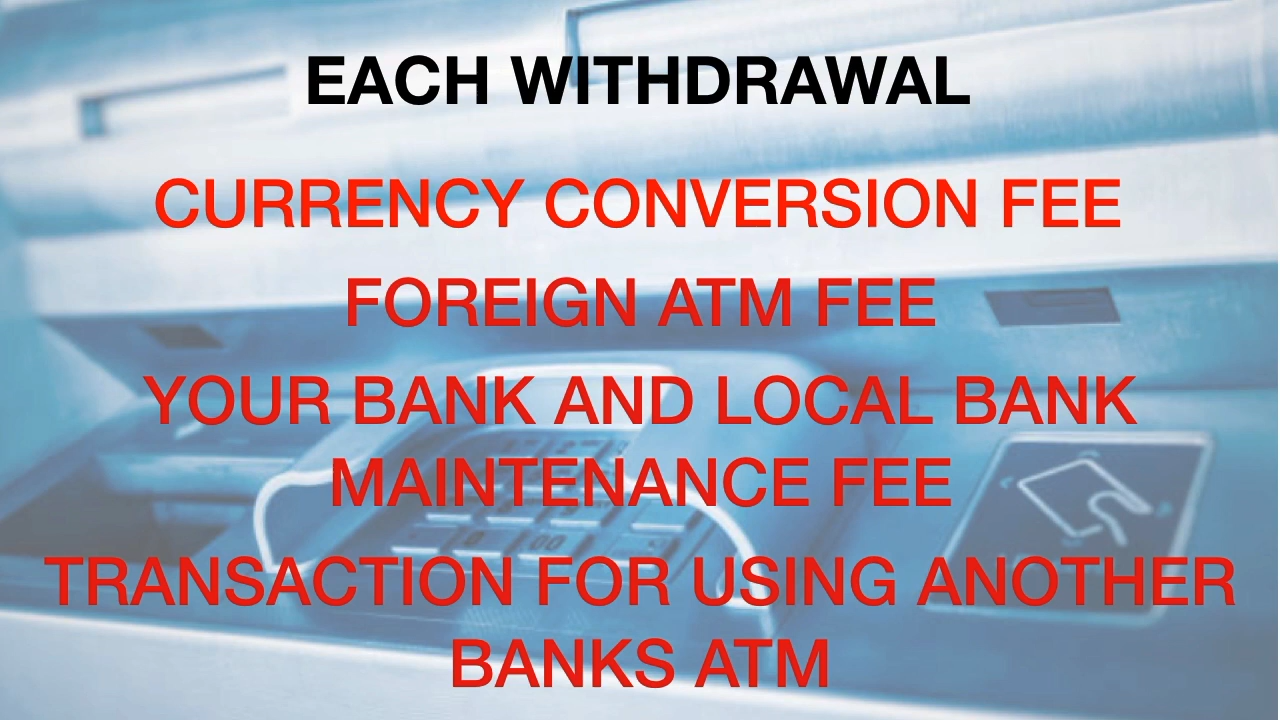 EACH WITHDRAWAL
CURRENCY CONVERSION FEE
FOREIGN ATM FEE
YOUR BANK AND LOCAL BANK
MAINTENANCE FEE
TRANSACTION FOR USING ANOTHER
BANKS ATM